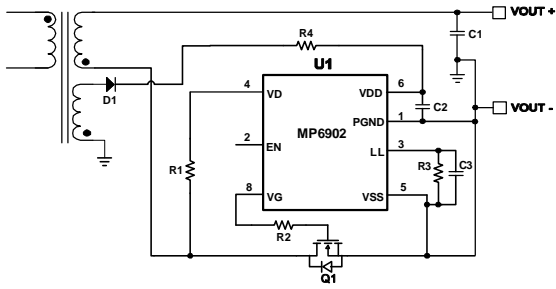 VOUT +
R4
C1
U1
D1
4
VD
VDD
6
C2
VOUT -
PGND
1
MP6902
2
EN
LL
3
R1
R3
C3
8
VG
VSS
5
R2
Q1